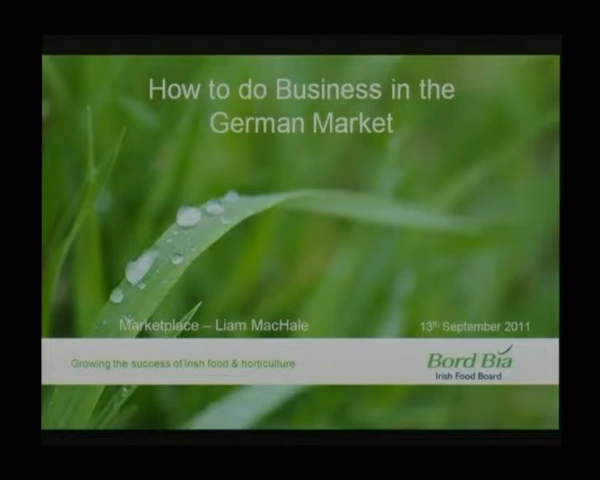 How to do Business in the
German Market
Marketplace – Liam MacHale
13th September 2011
Growing the success of Irish food & horticulture
Bord Bia
Irish Food Board